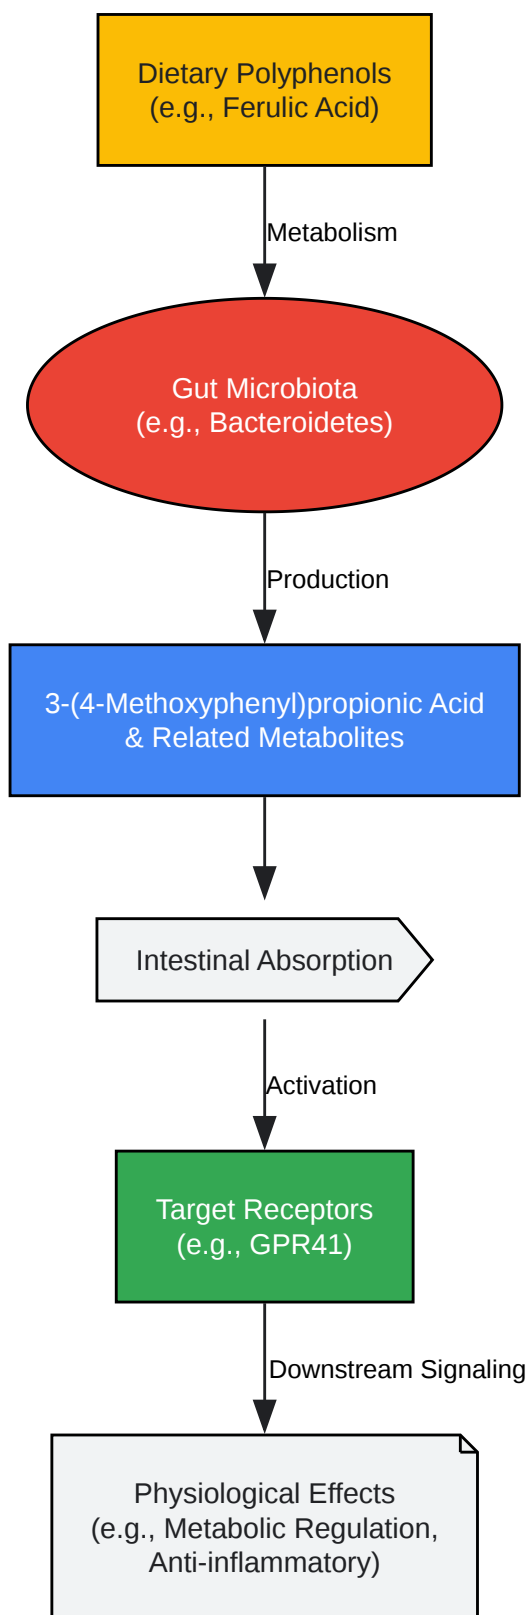 Dietary Polyphenols
(e.g., Ferulic Acid)
Metabolism
Gut Microbiota
(e.g., Bacteroidetes)
Production
3-(4-Methoxyphenyl)propionic Acid
& Related Metabolites
Intestinal Absorption
Activation
Target Receptors
(e.g., GPR41)
Downstream Signaling
Physiological Effects
(e.g., Metabolic Regulation,
Anti-inflammatory)